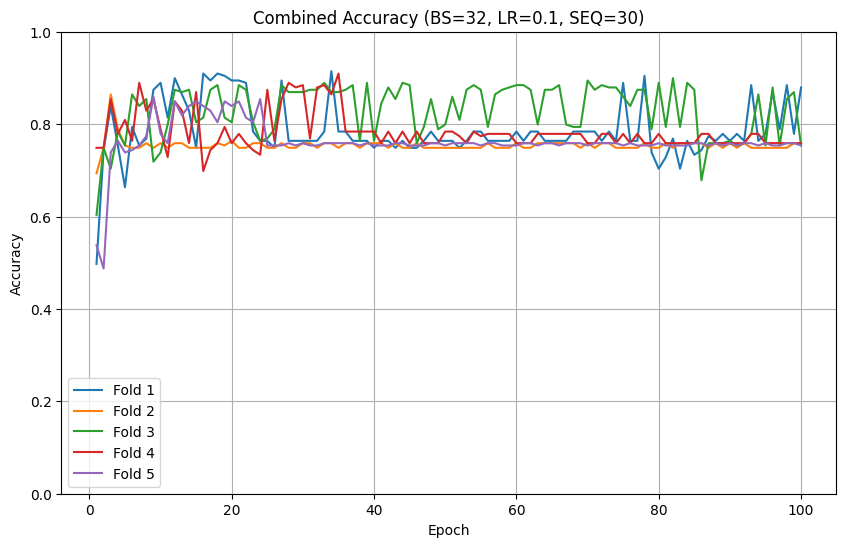 Combined Accuracy (BS=32, LR=0.1, SEQ=30)
1.0
0.8
0.6
0.4
0.2
0.0
Accuracy
Fold 1
Fold 2
Fold 3
Fold 4
Fold 5
0 20 40 60 80 100
Epoch